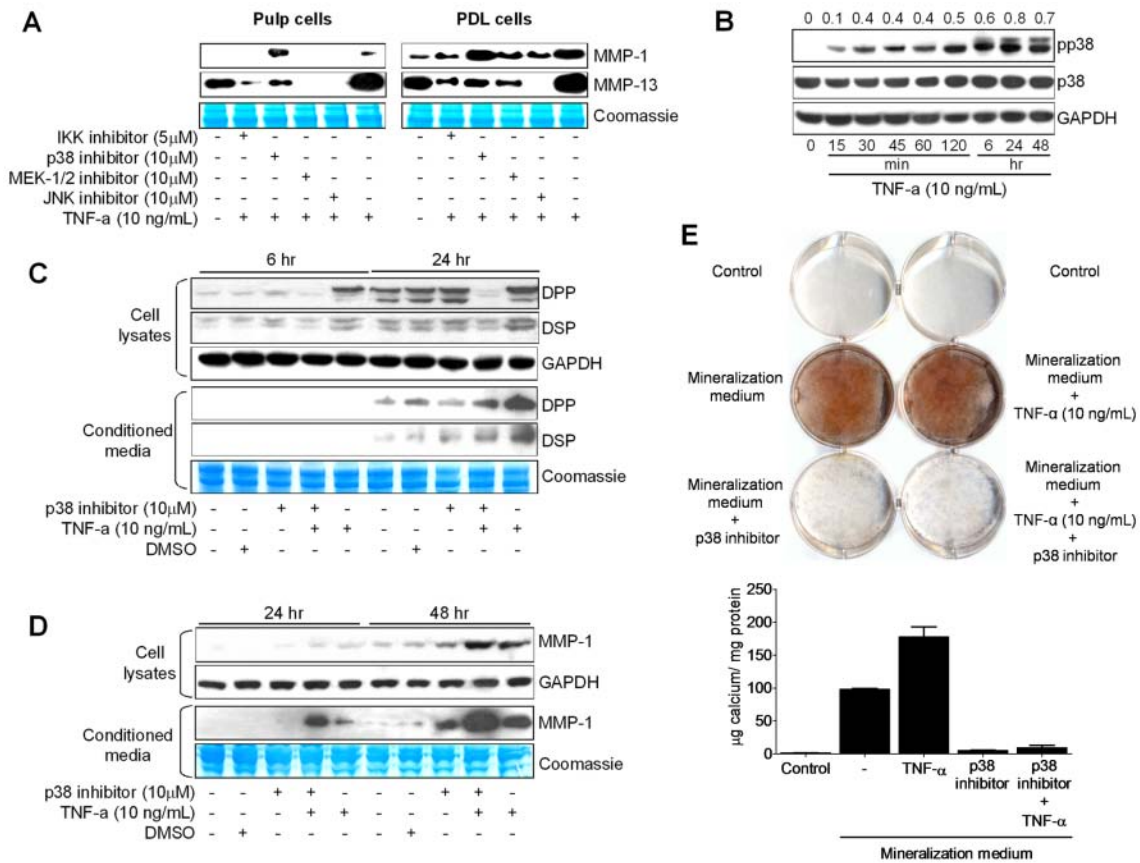 A
Pulp cells PDL cells
MMP-1
MMP-13
Coomassie
IKK inhibitor (5µM) - + - - - - - + - - - -
p38 inhibitor (10µM) - - + - - - - - + - - -
MEK-1/2 inhibitor (10µM) - - - + - - - - - + - -
JNK inhibitor (10µM) - - - - + - - - - - + -
TNF-a (10 ng/mL) - + + + + + - + + + + +
B
0 0.1 0.4 0.4 0.4 0.5 0.6 0.8 0.7
pp38
p38
GAPDH
0 15 30 45 60 120 6 24 48
min hr
TNF-a (10 ng/mL)
C
6 hr 24 hr
Cell lysates
DPP
DSP
GAPDH
Conditioned media
DPP
DSP
Coomassie
p38 inhibitor (10µM) - - + + - - - + + -
TNF-a (10 ng/mL) - - - + + - - - + +
DMSO - + - - - - + - - -
D
24 hr 48 hr
Cell lysates
MMP-1
GAPDH
Conditioned media
MMP-1
Coomassie
p38 inhibitor (10µM) - - + + - - - + + -
TNF-a (10 ng/mL) - - - + + - - - + +
DMSO - + - - - - + - - -
E
Control Control
Mineralization medium
Mineralization medium + TNF-α (10 ng/mL)
Mineralization medium + p38 inhibitor
Mineralization medium + TNF-α (10 ng/mL) + p38 inhibitor
µg calcium/ mg protein
250
200
150
100
50
0
Control - TNF-α p38 inhibitor p38 inhibitor + TNF-α
Mineralization medium